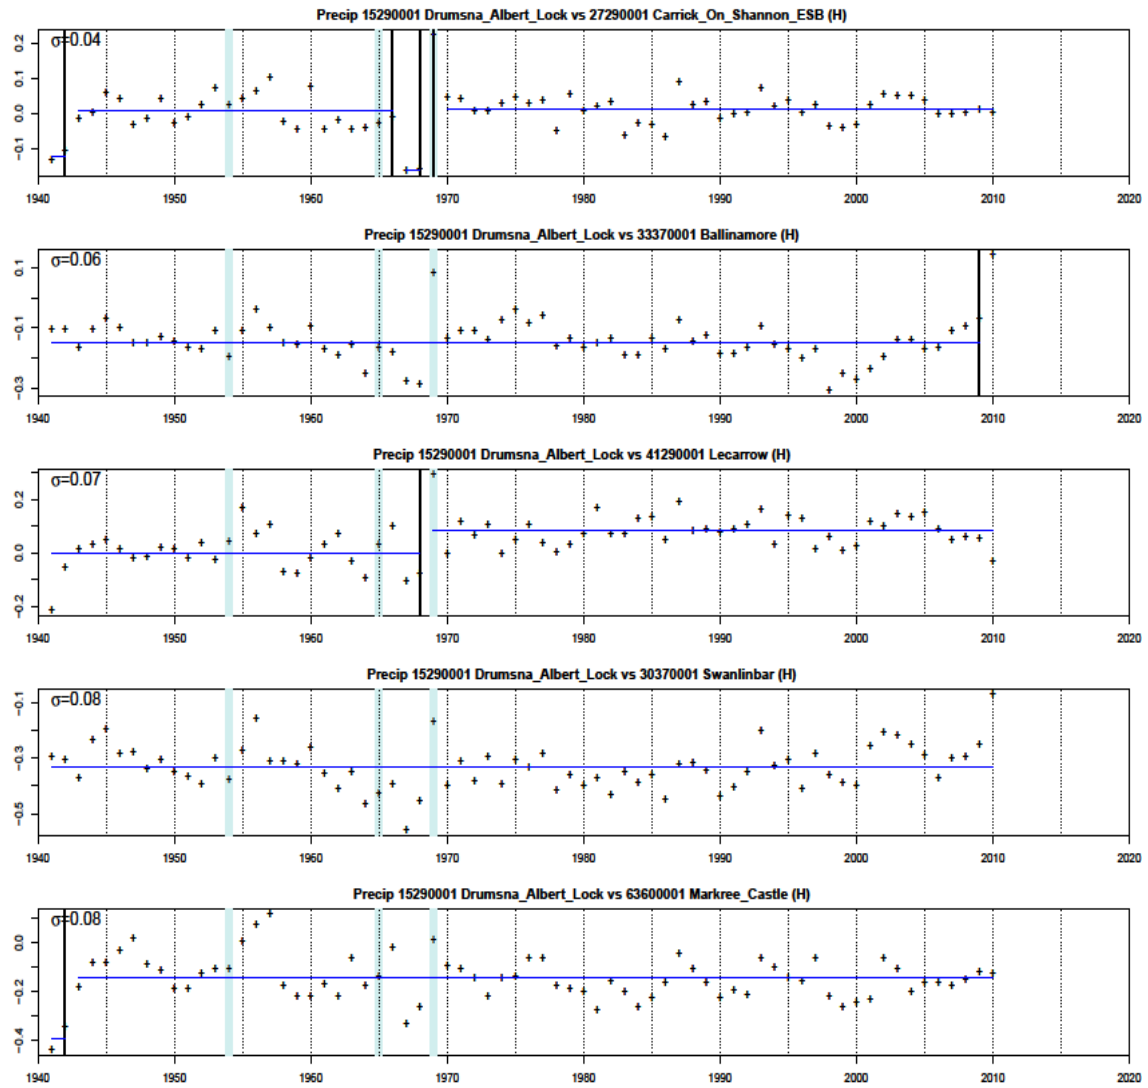 Precip 15290001 Drumsna_Albert_Lock vs 27290001 Carrick_On_Shannon_ESB (H)
σ=0.04
0.2
0.1
0.0
−0.1
1940 1950 1960 1970 1980 1990 2000 2010 2020
Precip 15290001 Drumsna_Albert_Lock vs 33370001 Ballinamore (H)
σ=0.06
0.1
−0.1
−0.3
1940 1950 1960 1970 1980 1990 2000 2010 2020
Precip 15290001 Drumsna_Albert_Lock vs 41290001 Lecarrow (H)
σ=0.07
0.2
0.0
−0.2
1940 1950 1960 1970 1980 1990 2000 2010 2020
Precip 15290001 Drumsna_Albert_Lock vs 30370001 Swanlinbar (H)
σ=0.08
−0.1
−0.3
−0.5
1940 1950 1960 1970 1980 1990 2000 2010 2020
Precip 15290001 Drumsna_Albert_Lock vs 63600001 Markree_Castle (H)
σ=0.08
0.0
−0.2
−0.4
1940 1950 1960 1970 1980 1990 2000 2010 2020